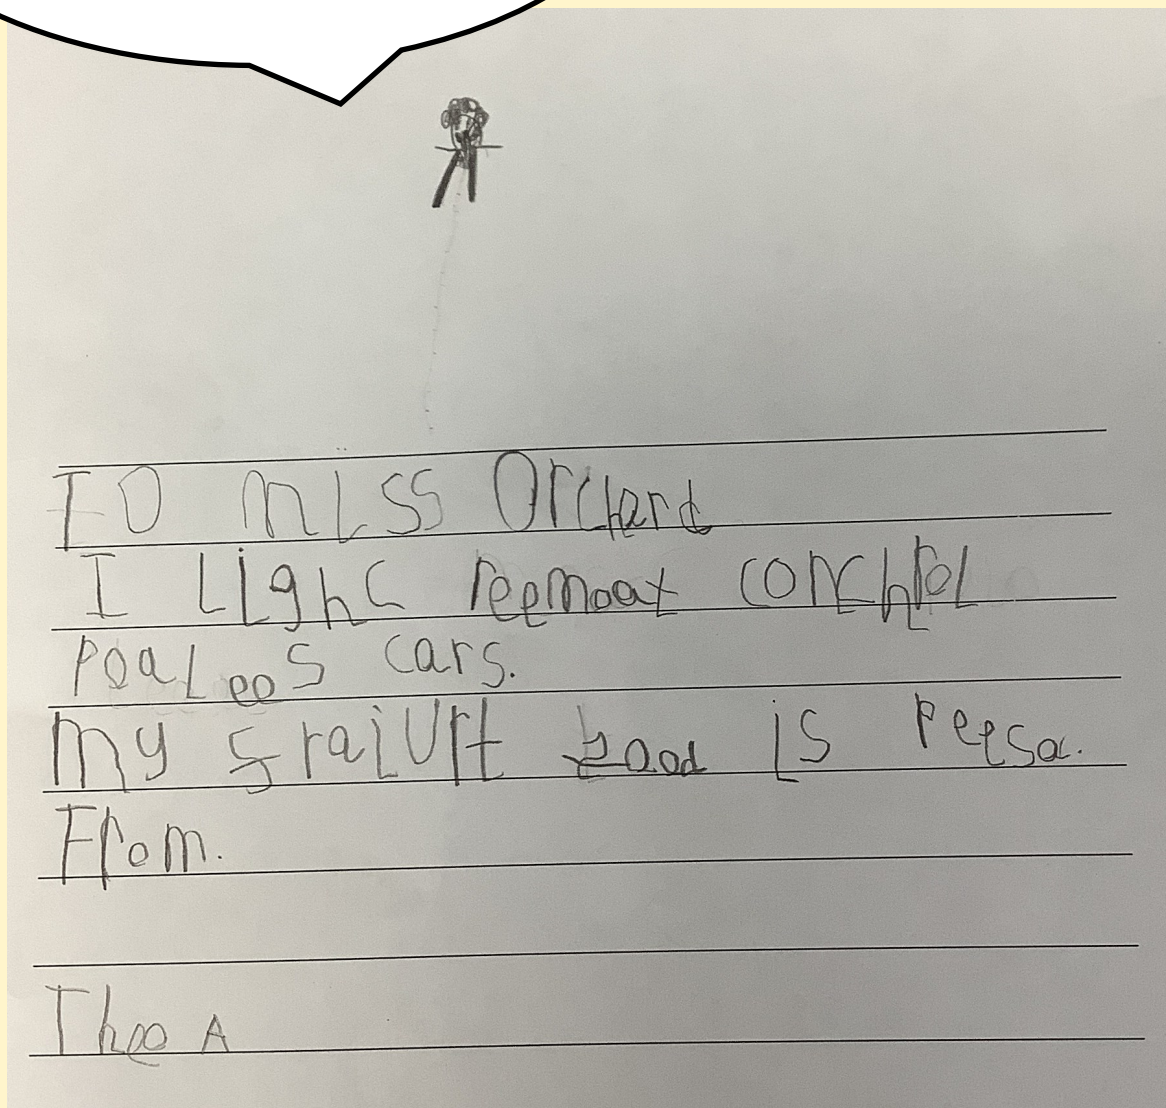 TO miss Orchard
I Lighc reemoat conchrol
poaLees cars.
my fraiurt food is peesa.
From.
Theo A